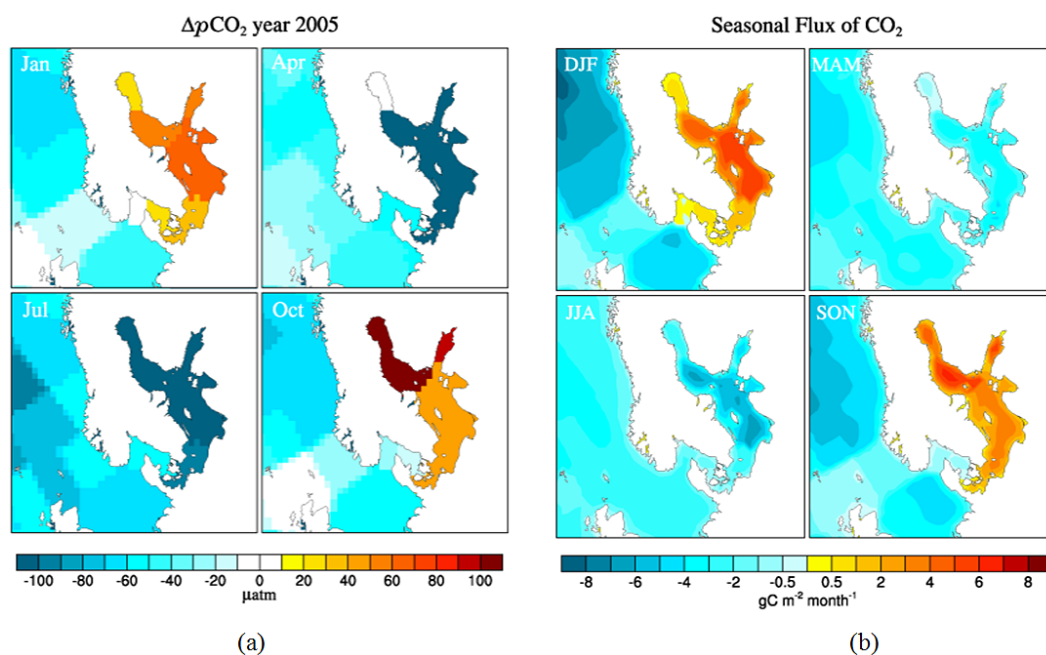 ΔpCO₂ year 2005
Seasonal Flux of CO₂
Jan
Apr
DJF
MAM
Jul
Oct
JJA
SON
-100 -80 -60 -40 -20 0 20 40 60 80 100
µatm
-8 -6 -4 -2 -0.5 0.5 2 4 6 8
gC m⁻² month⁻¹
(a)
(b)